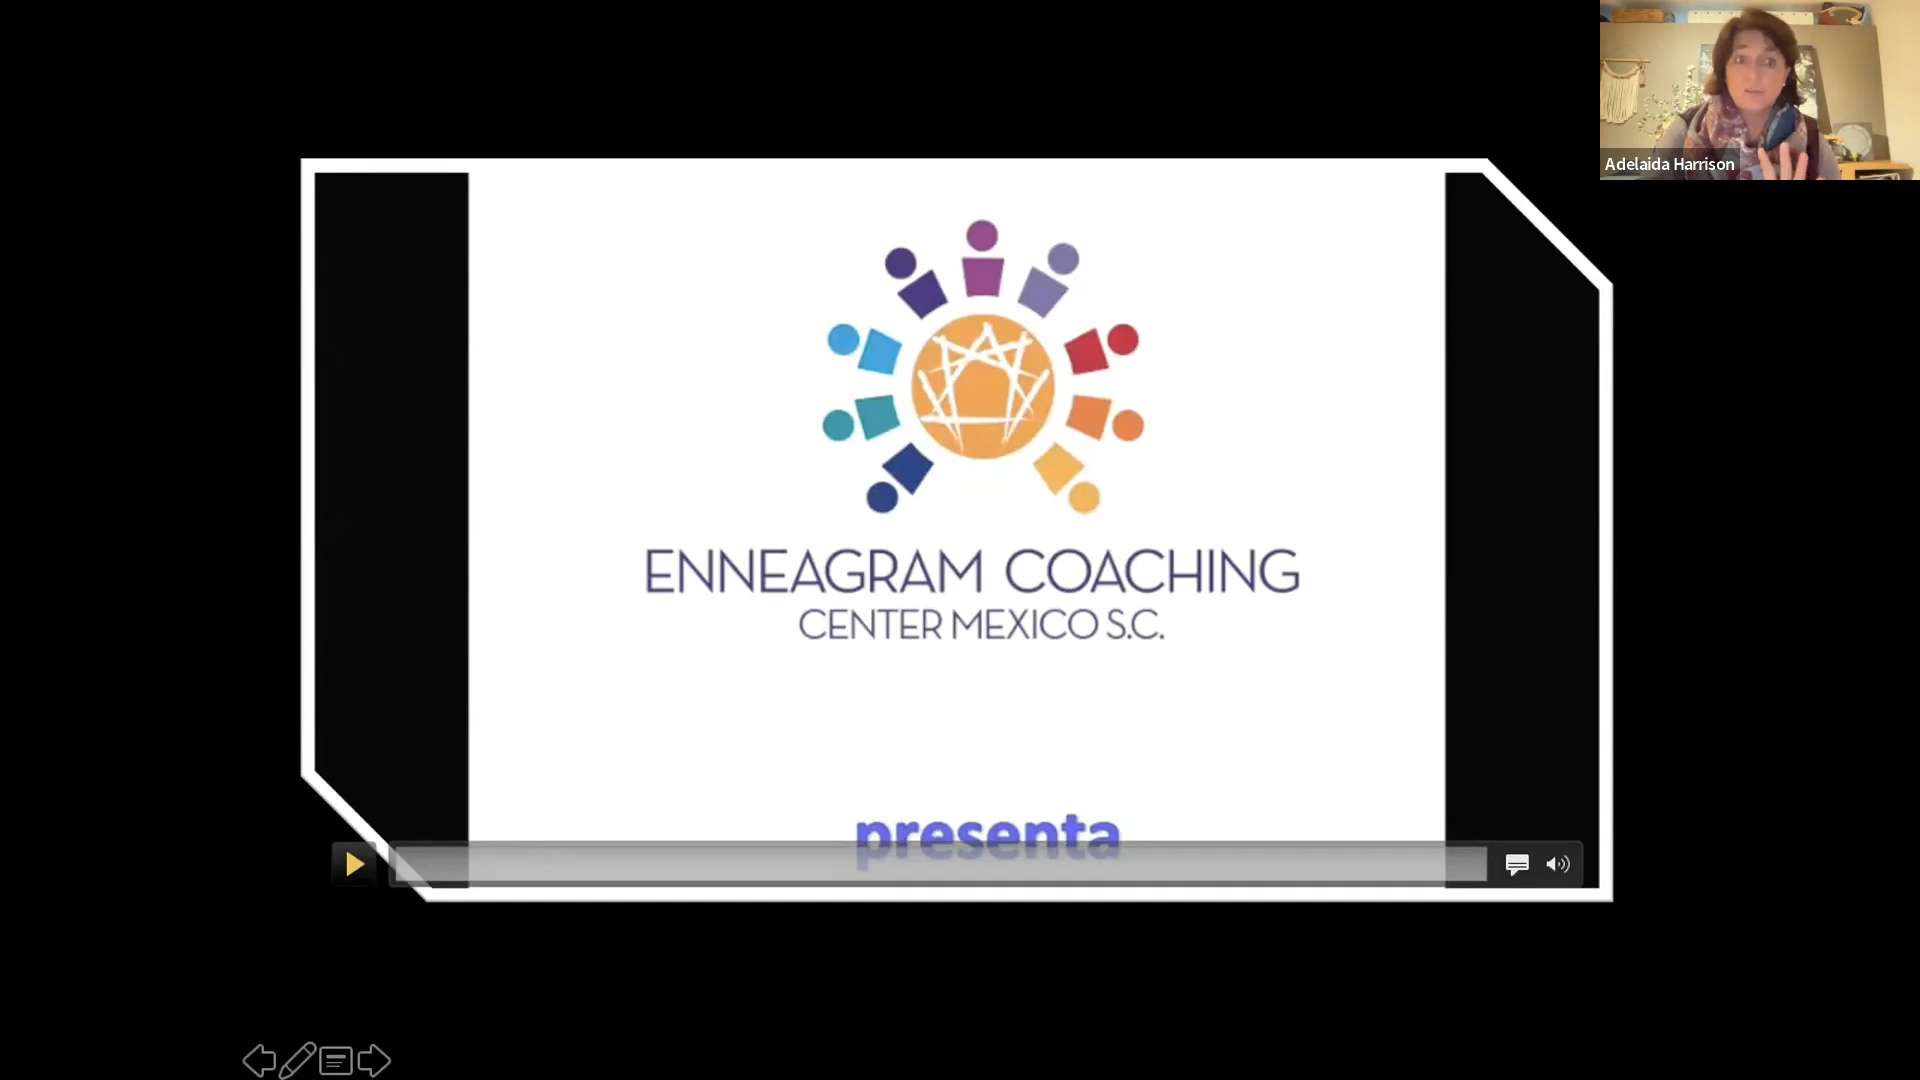 Adelaida Harrison
ENNEAGRAM COACHING
CENTER MEXICO S.C.
presenta